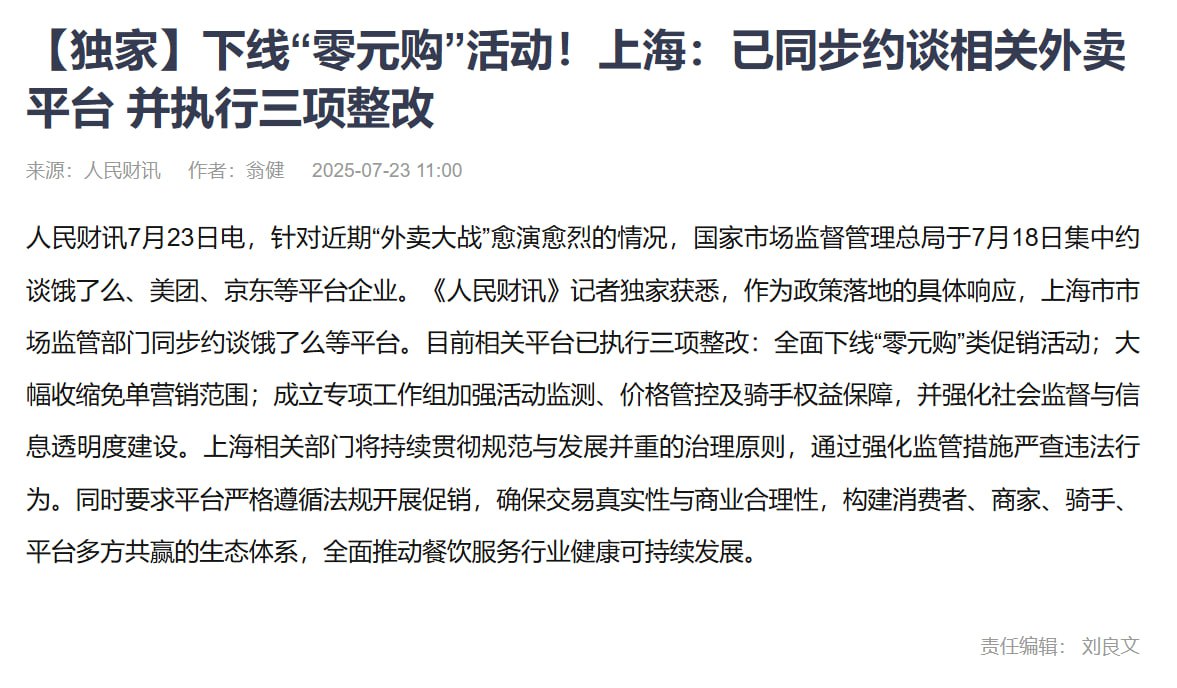 【独家】下线“零元购”活动！上海：已同步约谈相关外卖
平台 并执行三项整改
来源：人民财讯 作者：翁健 2025-07-23 11:00
人民财讯7月23日电，针对近期“外卖大战”愈演愈烈的情况，国家市场监督管理总局于7月18日集中约
谈饿了么、美团、京东等平台企业。《人民财讯》记者独家获悉，作为政策落地的具体响应，上海市市
场监管部门同步约谈饿了么等平台。目前相关平台已执行三项整改：全面下线“零元购”类促销活动；大
幅收缩免单营销范围；成立专项工作组加强活动监测、价格管控及骑手权益保障，并强化社会监督与信
息透明度建设。上海相关部门将持续贯彻规范与发展并重的治理原则，通过强化监管措施严查违法行
为。同时要求平台严格遵循法规开展促销，确保交易真实性与商业合理性，构建消费者、商家、骑手、
平台多方共赢的生态体系，全面推动餐饮服务行业健康可持续发展。
责任编辑： 刘良文